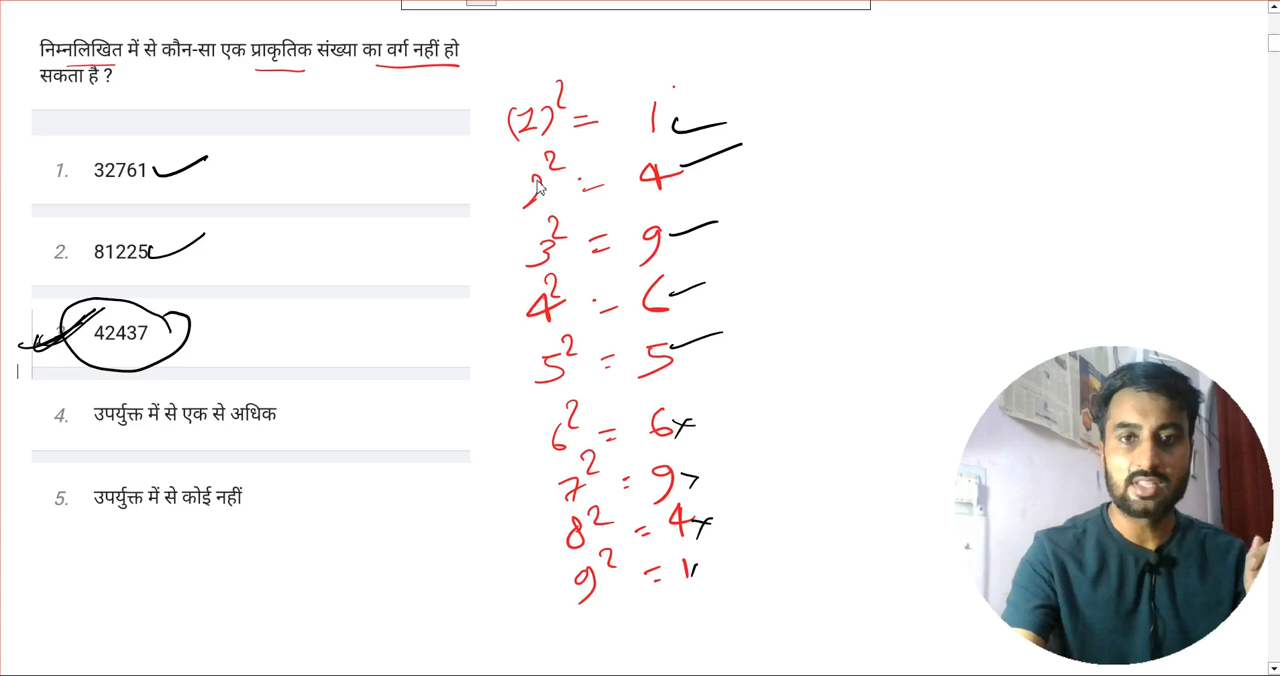 निम्नलिखित में से कौन-सा एक प्राकृतिक संख्या का वर्ग नहीं हो
सकता है ?
1. 32761
2. 81225
42437
4. उपर्युक्त में से एक से अधिक
5. उपर्युक्त में से कोई नहीं
(1)² = 1
2² = 4
3² = 9
4² = 6
5² = 5
6² = 6
7² = 9
8² = 4
9² = 1